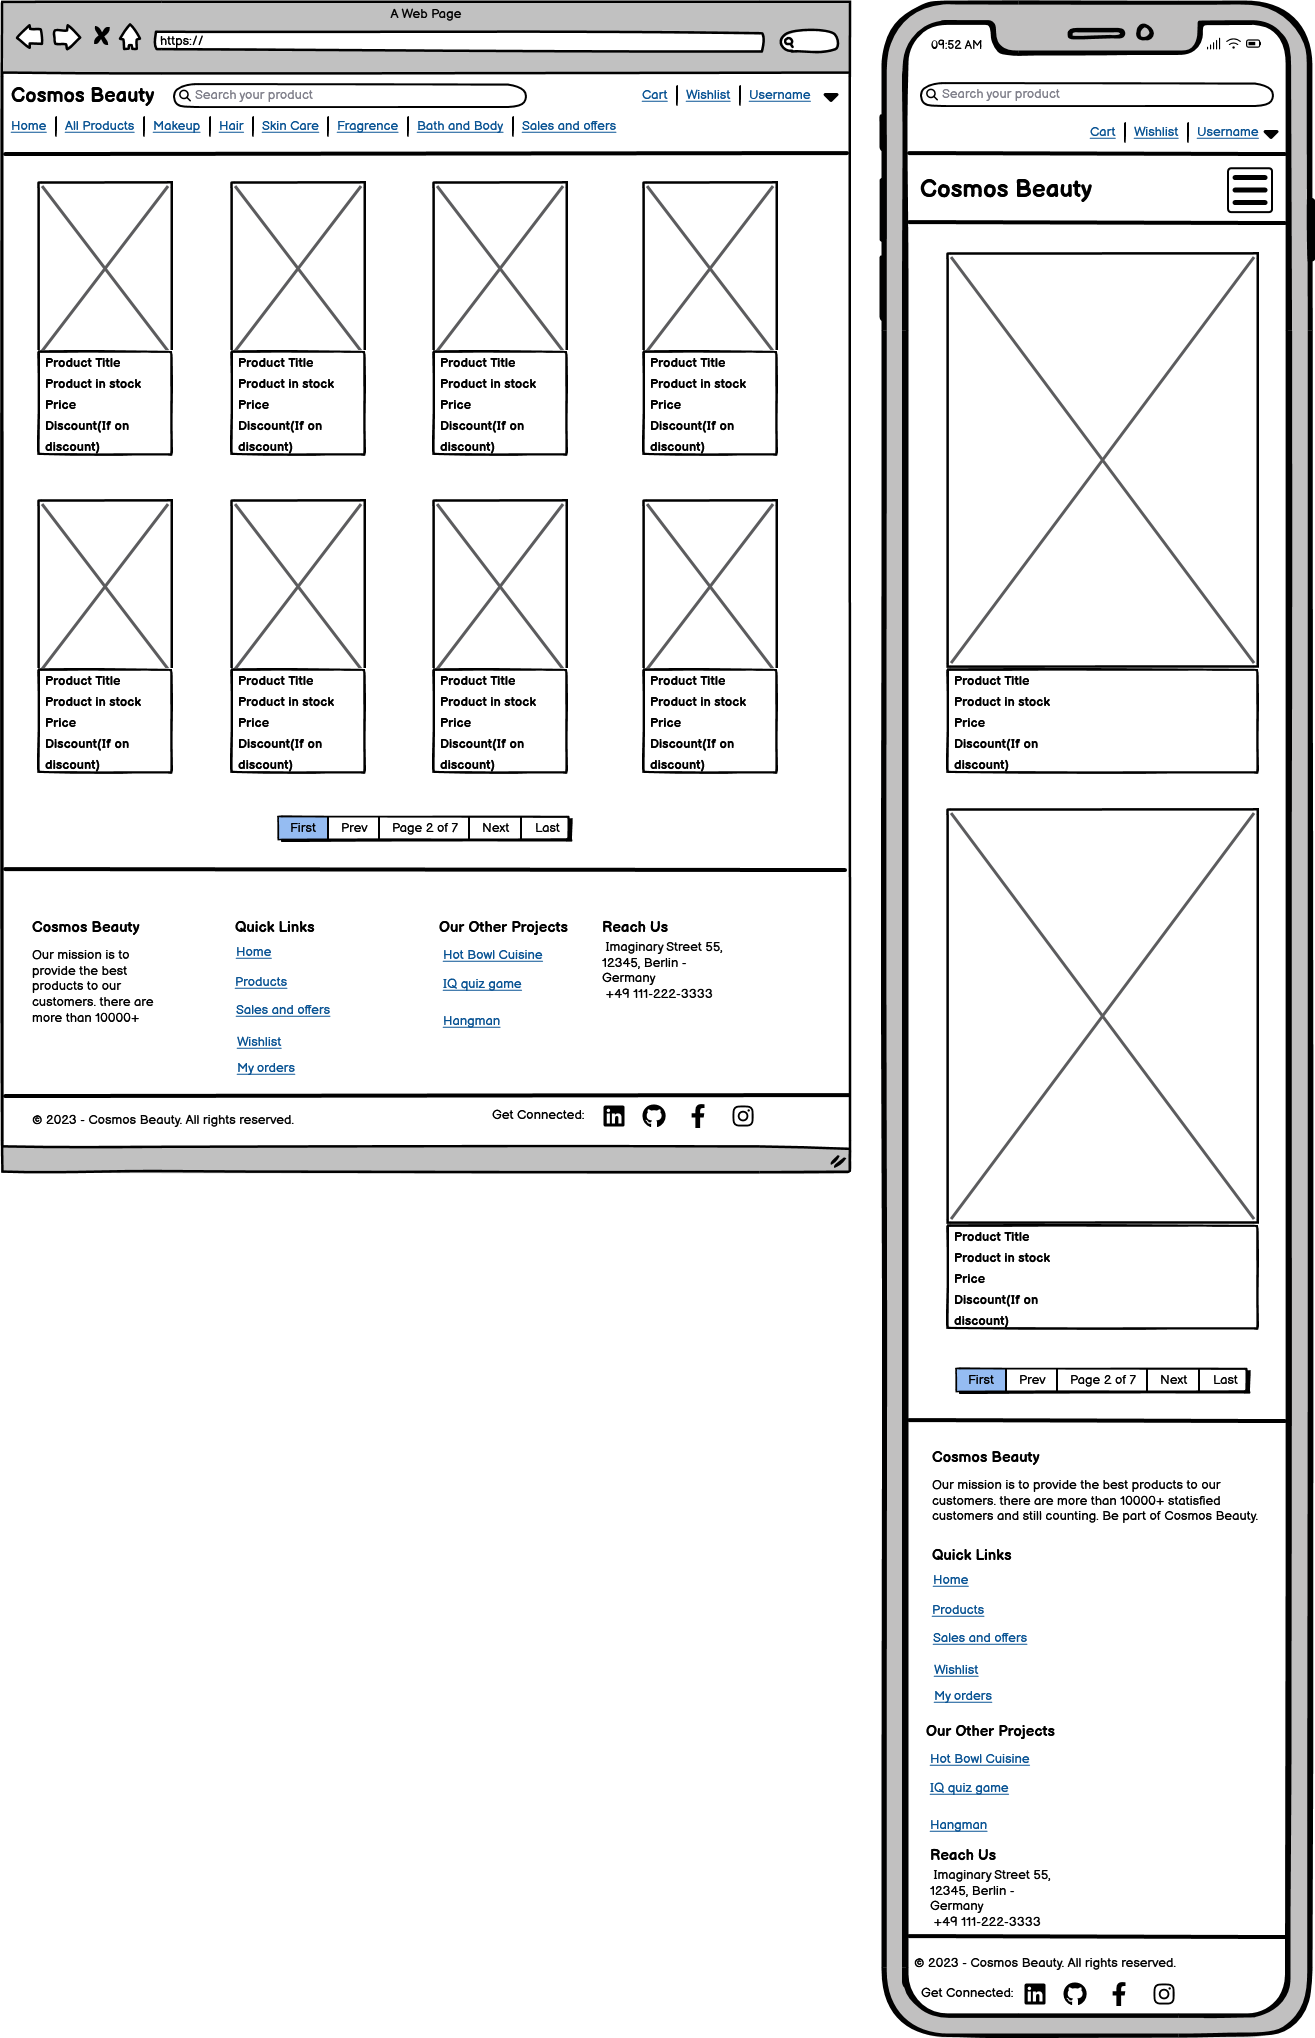 A Web Page
https://
Cosmos Beauty
Search your product
Cart Wishlist Username
Home All Products Makeup Hair Skin Care Fragrence Bath and Body Sales and offers
Product Title Product Title Product Title Product Title
Product in stock Product in stock Product in stock Product in stock
Price Price Price Price
Discount(If on Discount(If on Discount(If on Discount(If on
discount) discount) discount) discount)
Product Title Product Title Product Title Product Title
Product in stock Product in stock Product in stock Product in stock
Price Price Price Price
Discount(If on Discount(If on Discount(If on Discount(If on
discount) discount) discount) discount)
First Prev Page 2 of 7 Next Last
Cosmos Beauty
Our mission is to
provide the best
products to our
customers. there are
more than 10000+
Quick Links
Home
Products
Sales and offers
Wishlist
My orders
Our Other Projects
Hot Bowl Cuisine
IQ quiz game
Hangman
Reach Us
Imaginary Street 55,
12345, Berlin -
Germany
+49 111-222-3333
© 2023 - Cosmos Beauty. All rights reserved.
Get Connected:
09:52 AM
Search your product
Cart Wishlist Username
Cosmos Beauty
Product Title
Product in stock
Price
Discount(If on
discount)
Product Title
Product in stock
Price
Discount(If on
discount)
First Prev Page 2 of 7 Next Last
Cosmos Beauty
Our mission is to provide the best products to our
customers. there are more than 10000+ statisfied
customers and still counting. Be part of Cosmos Beauty.
Quick Links
Home
Products
Sales and offers
Wishlist
My orders
Our Other Projects
Hot Bowl Cuisine
IQ quiz game
Hangman
Reach Us
Imaginary Street 55,
12345, Berlin -
Germany
+49 111-222-3333
© 2023 - Cosmos Beauty. All rights reserved.
Get Connected: